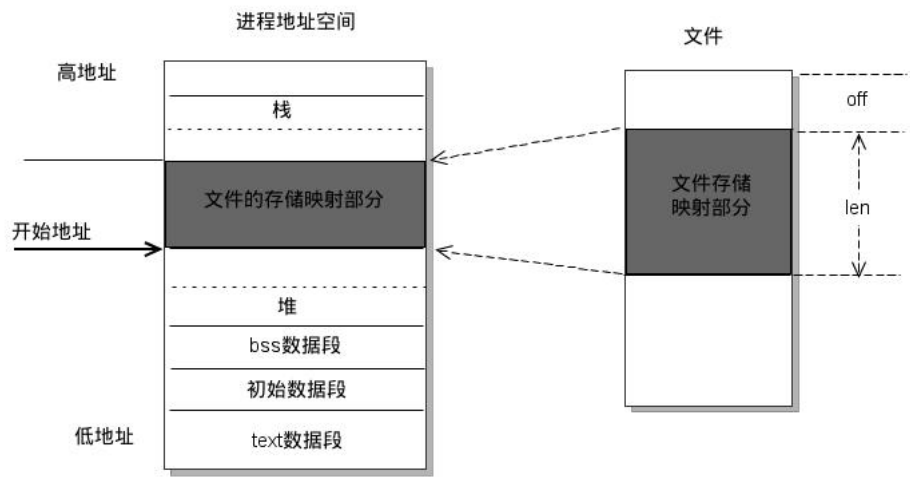 进程地址空间
文件
高地址
栈
off
文件的存储映射部分
文件存储
映射部分
len
开始地址
堆
bss数据段
初始数据段
低地址
text数据段